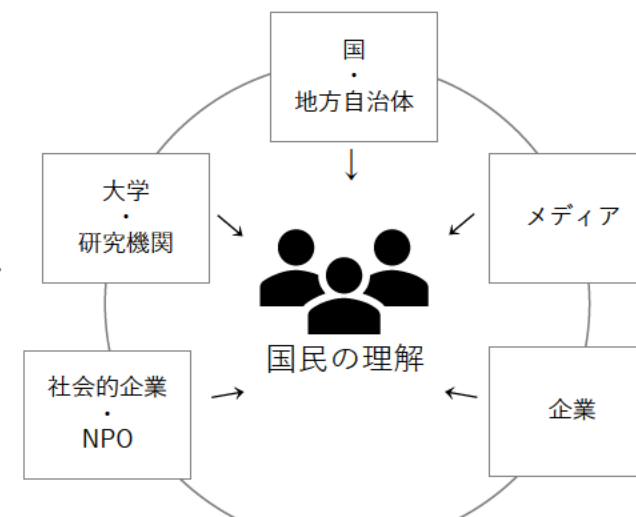 国
・
地方自治体
大学
・
研究機関
メディア
国民の理解
社会的企業
・
NPO
企業